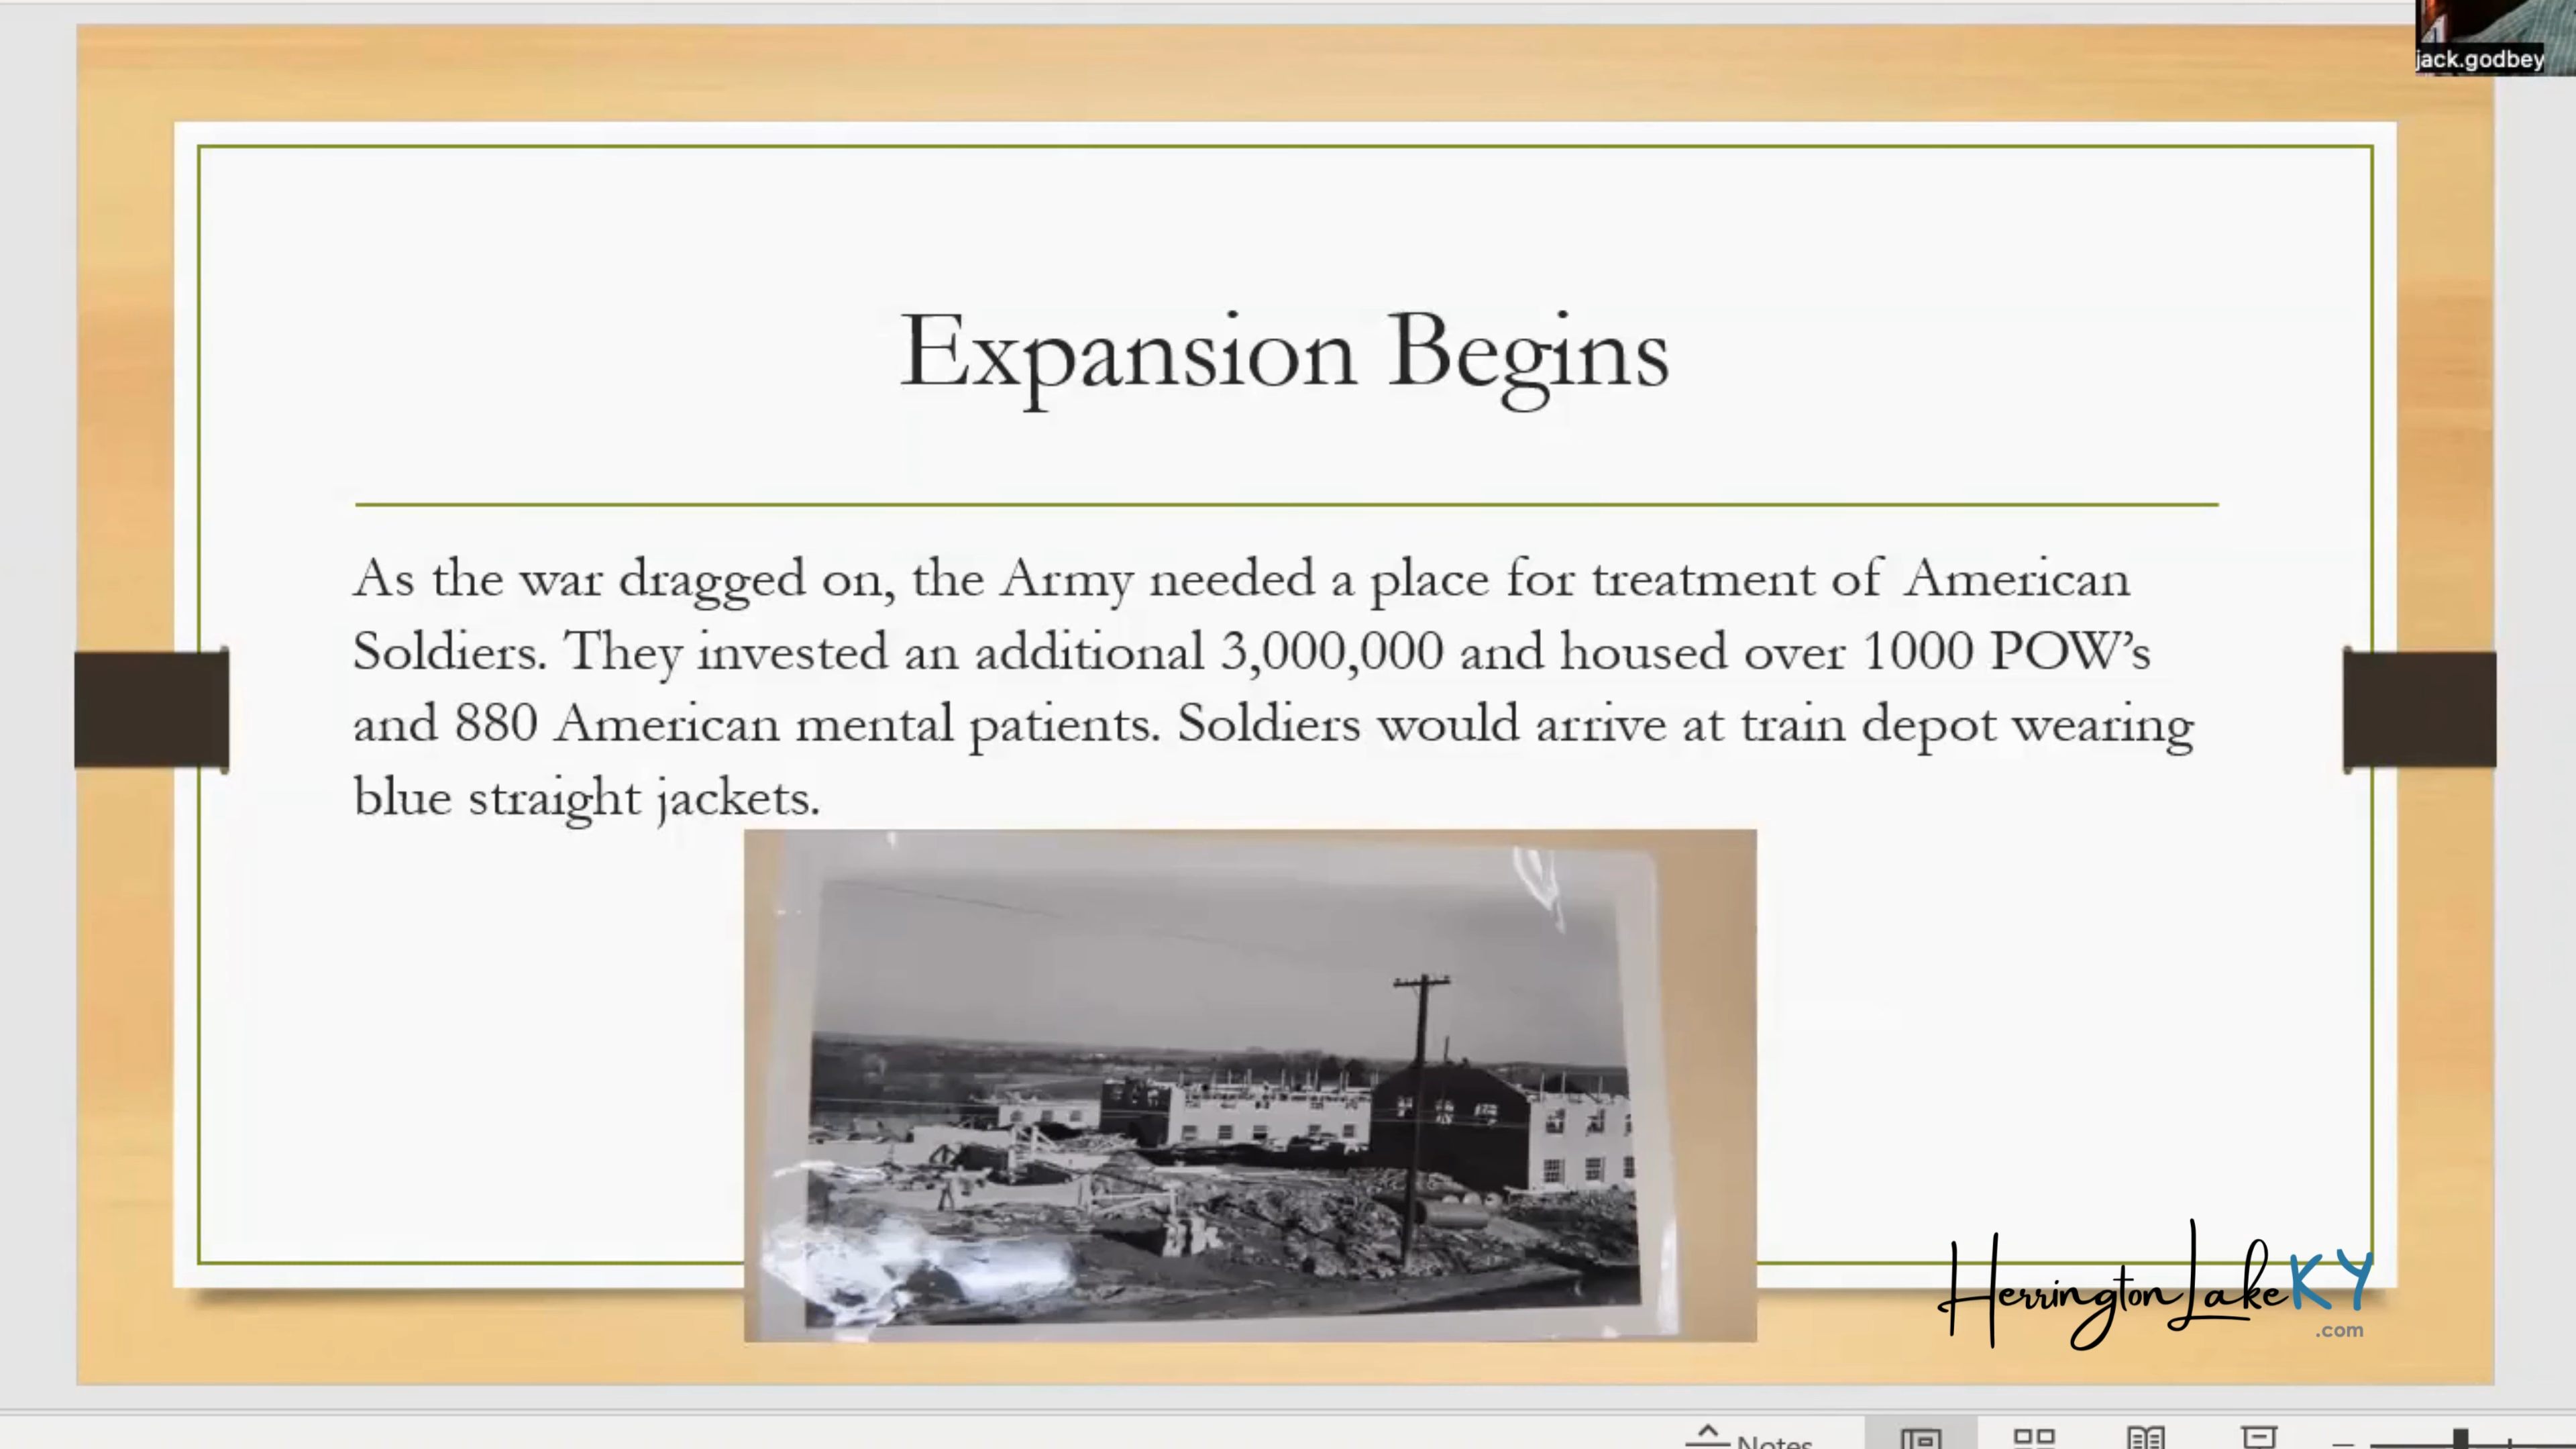 jack.godbey
Expansion Begins
As the war dragged on, the Army needed a place for treatment of American
Soldiers. They invested an additional 3,000,000 and housed over 1000 POW’s
and 880 American mental patients. Soldiers would arrive at train depot wearing
blue straight jackets.
HerringtonLakeKY
.com
Notes